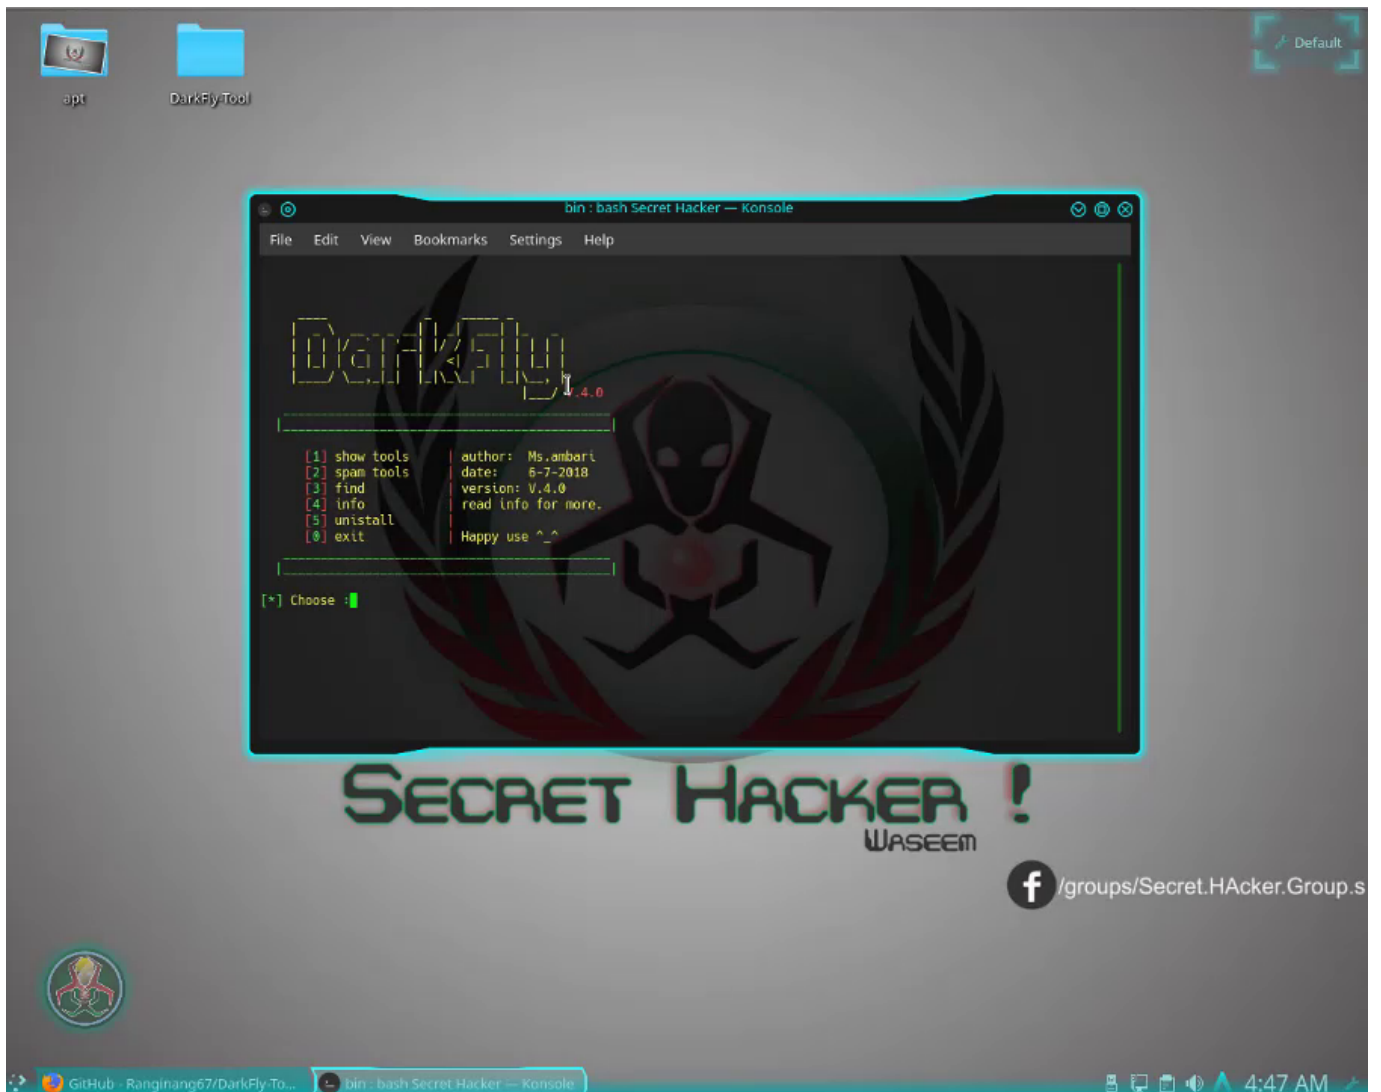 apt
DarkFly-Tool
Default
bin : bash Secret Hacker — Konsole
File Edit View Bookmarks Settings Help
DarkFly
V.4.0
[1] show tools | author: Ms.ambari
[2] spam tools | date: 6-7-2018
[3] find | version: V.4.0
[4] info | read info for more.
[5] unistall |
[0] exit | Happy use ^_^
[*] Choose :
SECRET HACKER !
WASEEM
f /groups/Secret.HAcker.Group.s
GitHub - Ranginang67/DarkFly-To...
bin : bash Secret Hacker — Konsole
4:47 AM